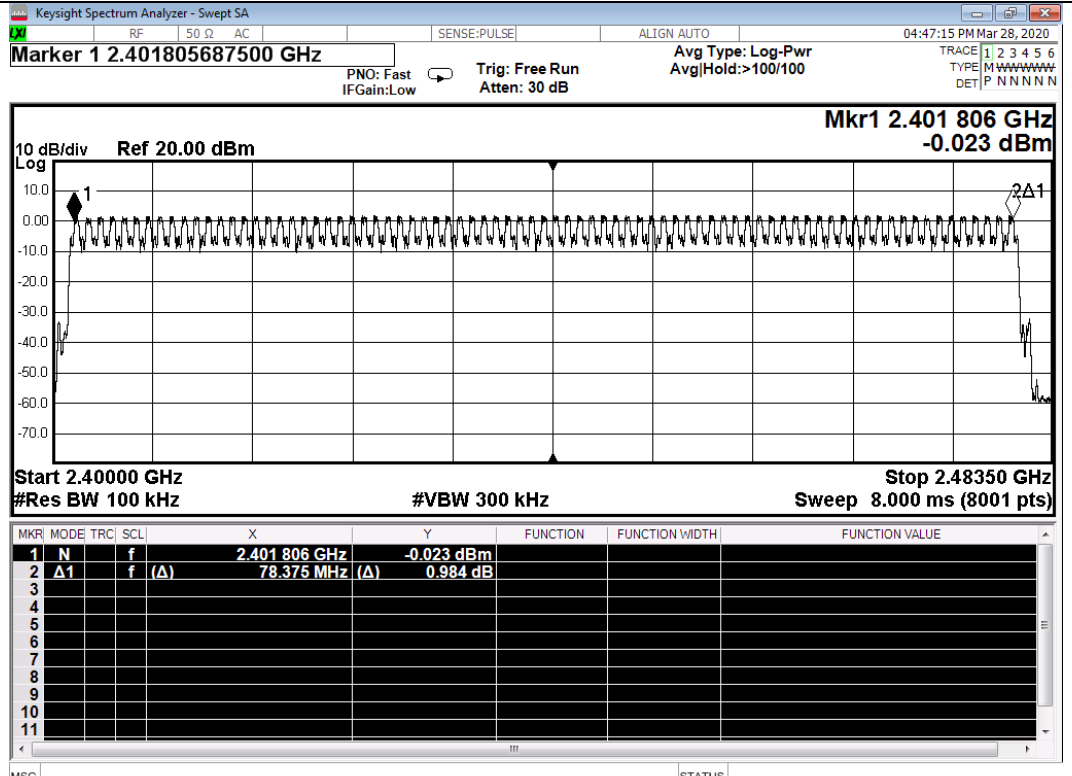 Keysight Spectrum Analyzer - Swept SA
LXI RF 50 Ω AC SENSE:PULSE ALIGN AUTO 04:47:15 PM Mar 28, 2020
Marker 1 2.401805687500 GHz
PNO: Fast
IFGain:Low
Trig: Free Run
Atten: 30 dB
Avg Type: Log-Pwr
Avg|Hold:>100/100
TRACE 1 2 3 4 5 6
TYPE M W W W W W
DET P N N N N N
Mkr1 2.401 806 GHz
-0.023 dBm
10 dB/div Ref 20.00 dBm
Log
1
2Δ1
10.0
0.00
-10.0
-20.0
-30.0
-40.0
-50.0
-60.0
-70.0
Start 2.40000 GHz Stop 2.48350 GHz
#Res BW 100 kHz #VBW 300 kHz Sweep 8.000 ms (8001 pts)
MKR MODE TRC SCL X Y FUNCTION FUNCTION WIDTH FUNCTION VALUE
1 N f 2.401 806 GHz -0.023 dBm
2 Δ1 f (Δ) 78.375 MHz (Δ) 0.984 dB
3
4
5
6
7
8
9
10
11
MSG STATUS